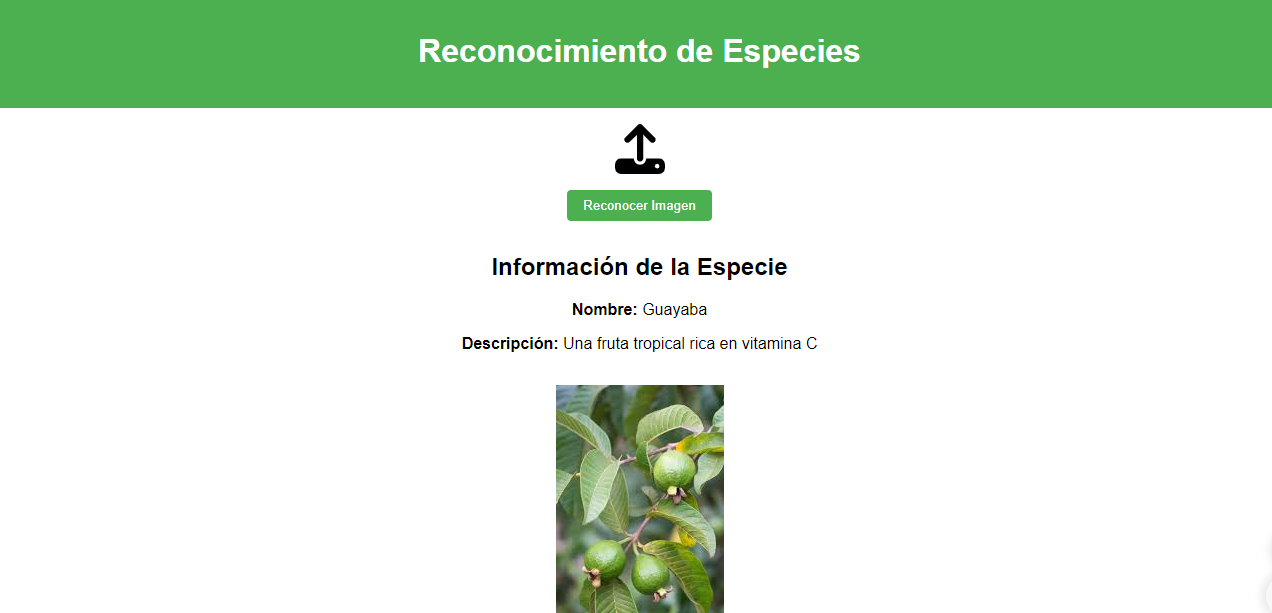 Reconocimiento de Especies
Reconocer Imagen
Información de la Especie
Nombre: Guayaba
Descripción: Una fruta tropical rica en vitamina C